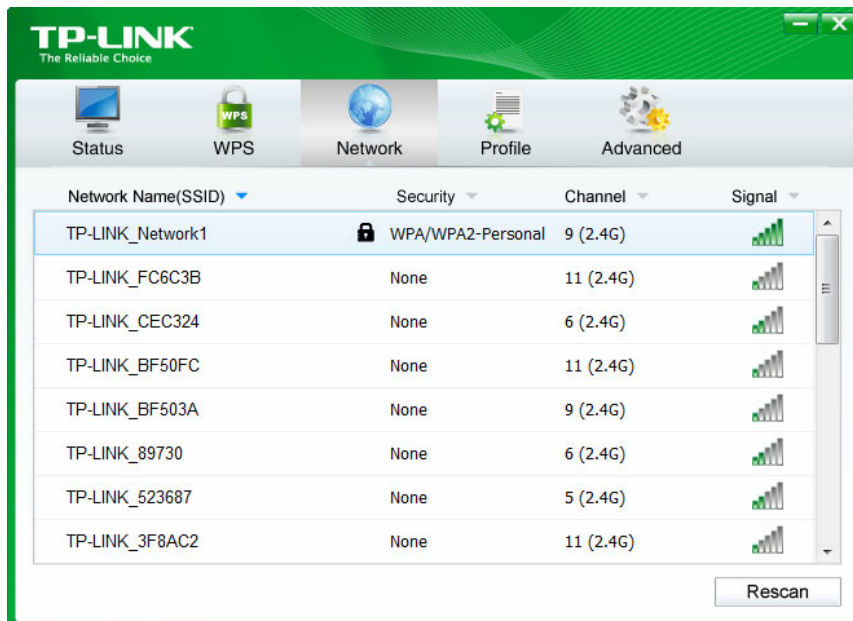 TP-LINK
The Reliable Choice
Status WPS Network Profile Advanced
WPS
Network Name(SSID) Security Channel Signal
TP-LINK_Network1 WPA/WPA2-Personal 9 (2.4G)
TP-LINK_FC6C3B None 11 (2.4G)
TP-LINK_CEC324 None 6 (2.4G)
TP-LINK_BF50FC None 11 (2.4G)
TP-LINK_BF503A None 9 (2.4G)
TP-LINK_89730 None 6 (2.4G)
TP-LINK_523687 None 5 (2.4G)
TP-LINK_3F8AC2 None 11 (2.4G)
Rescan